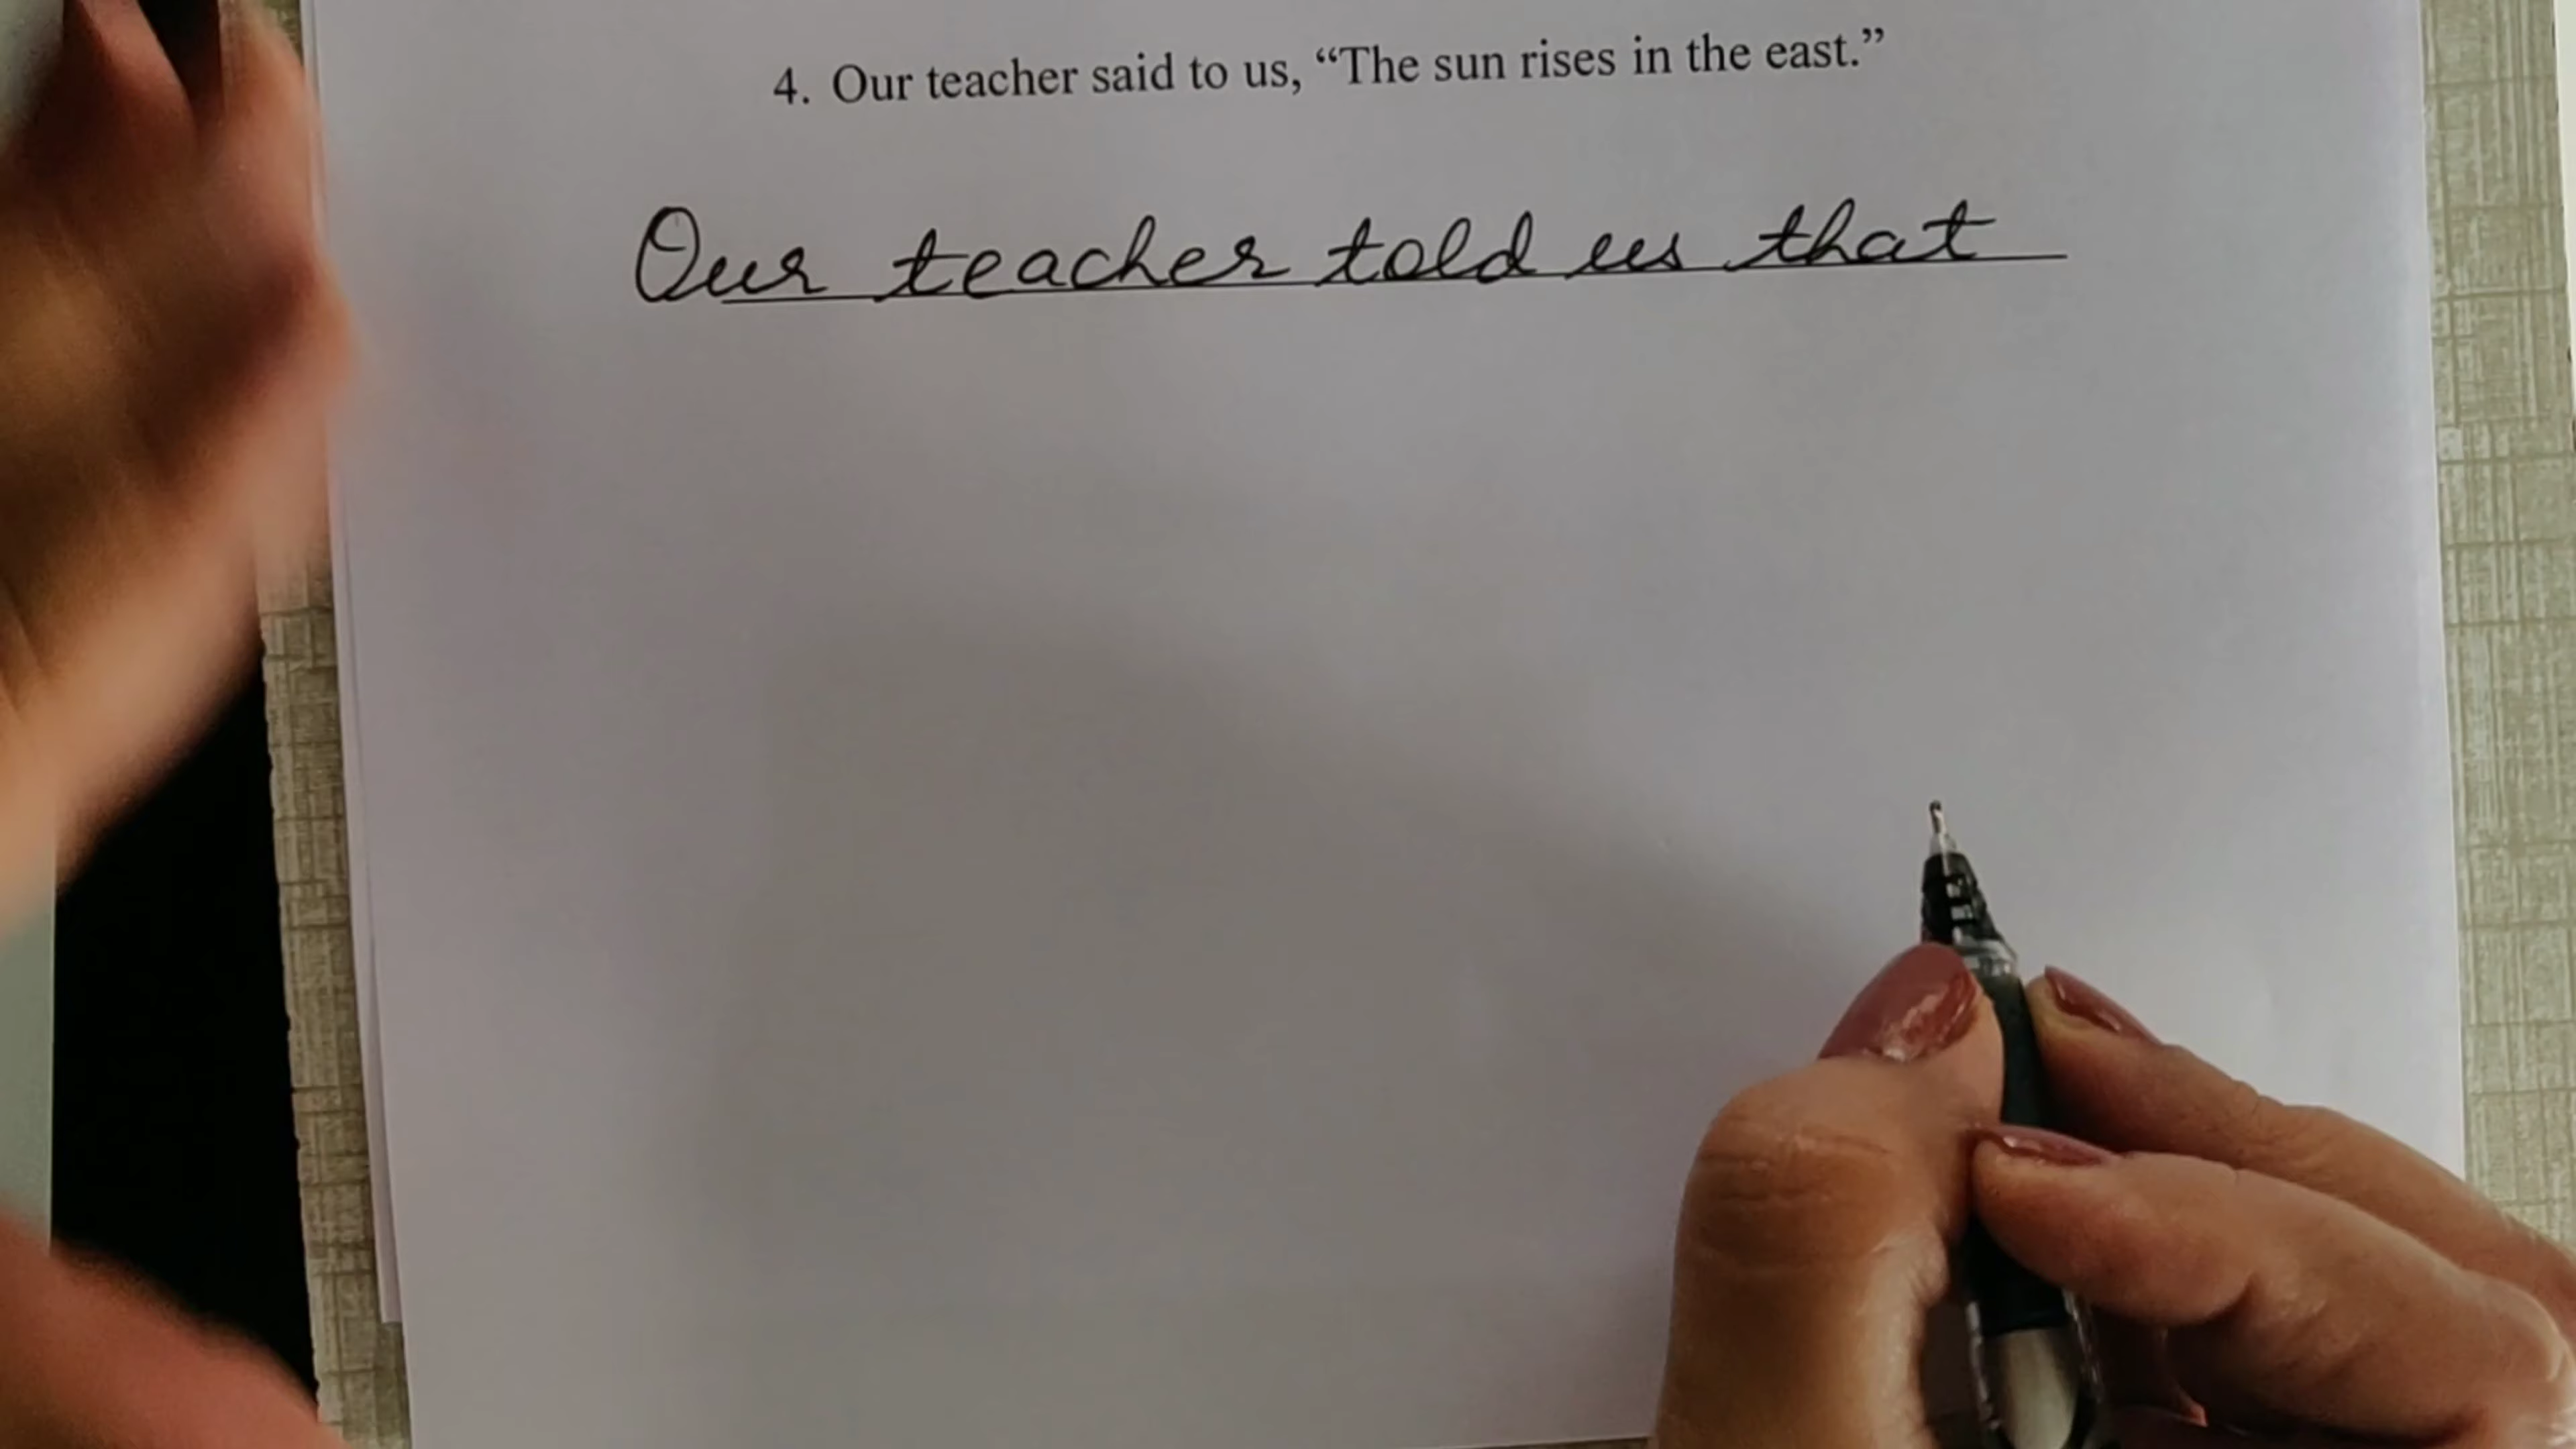 4. Our teacher said to us, “The sun rises in the east.”
Our teacher told us that